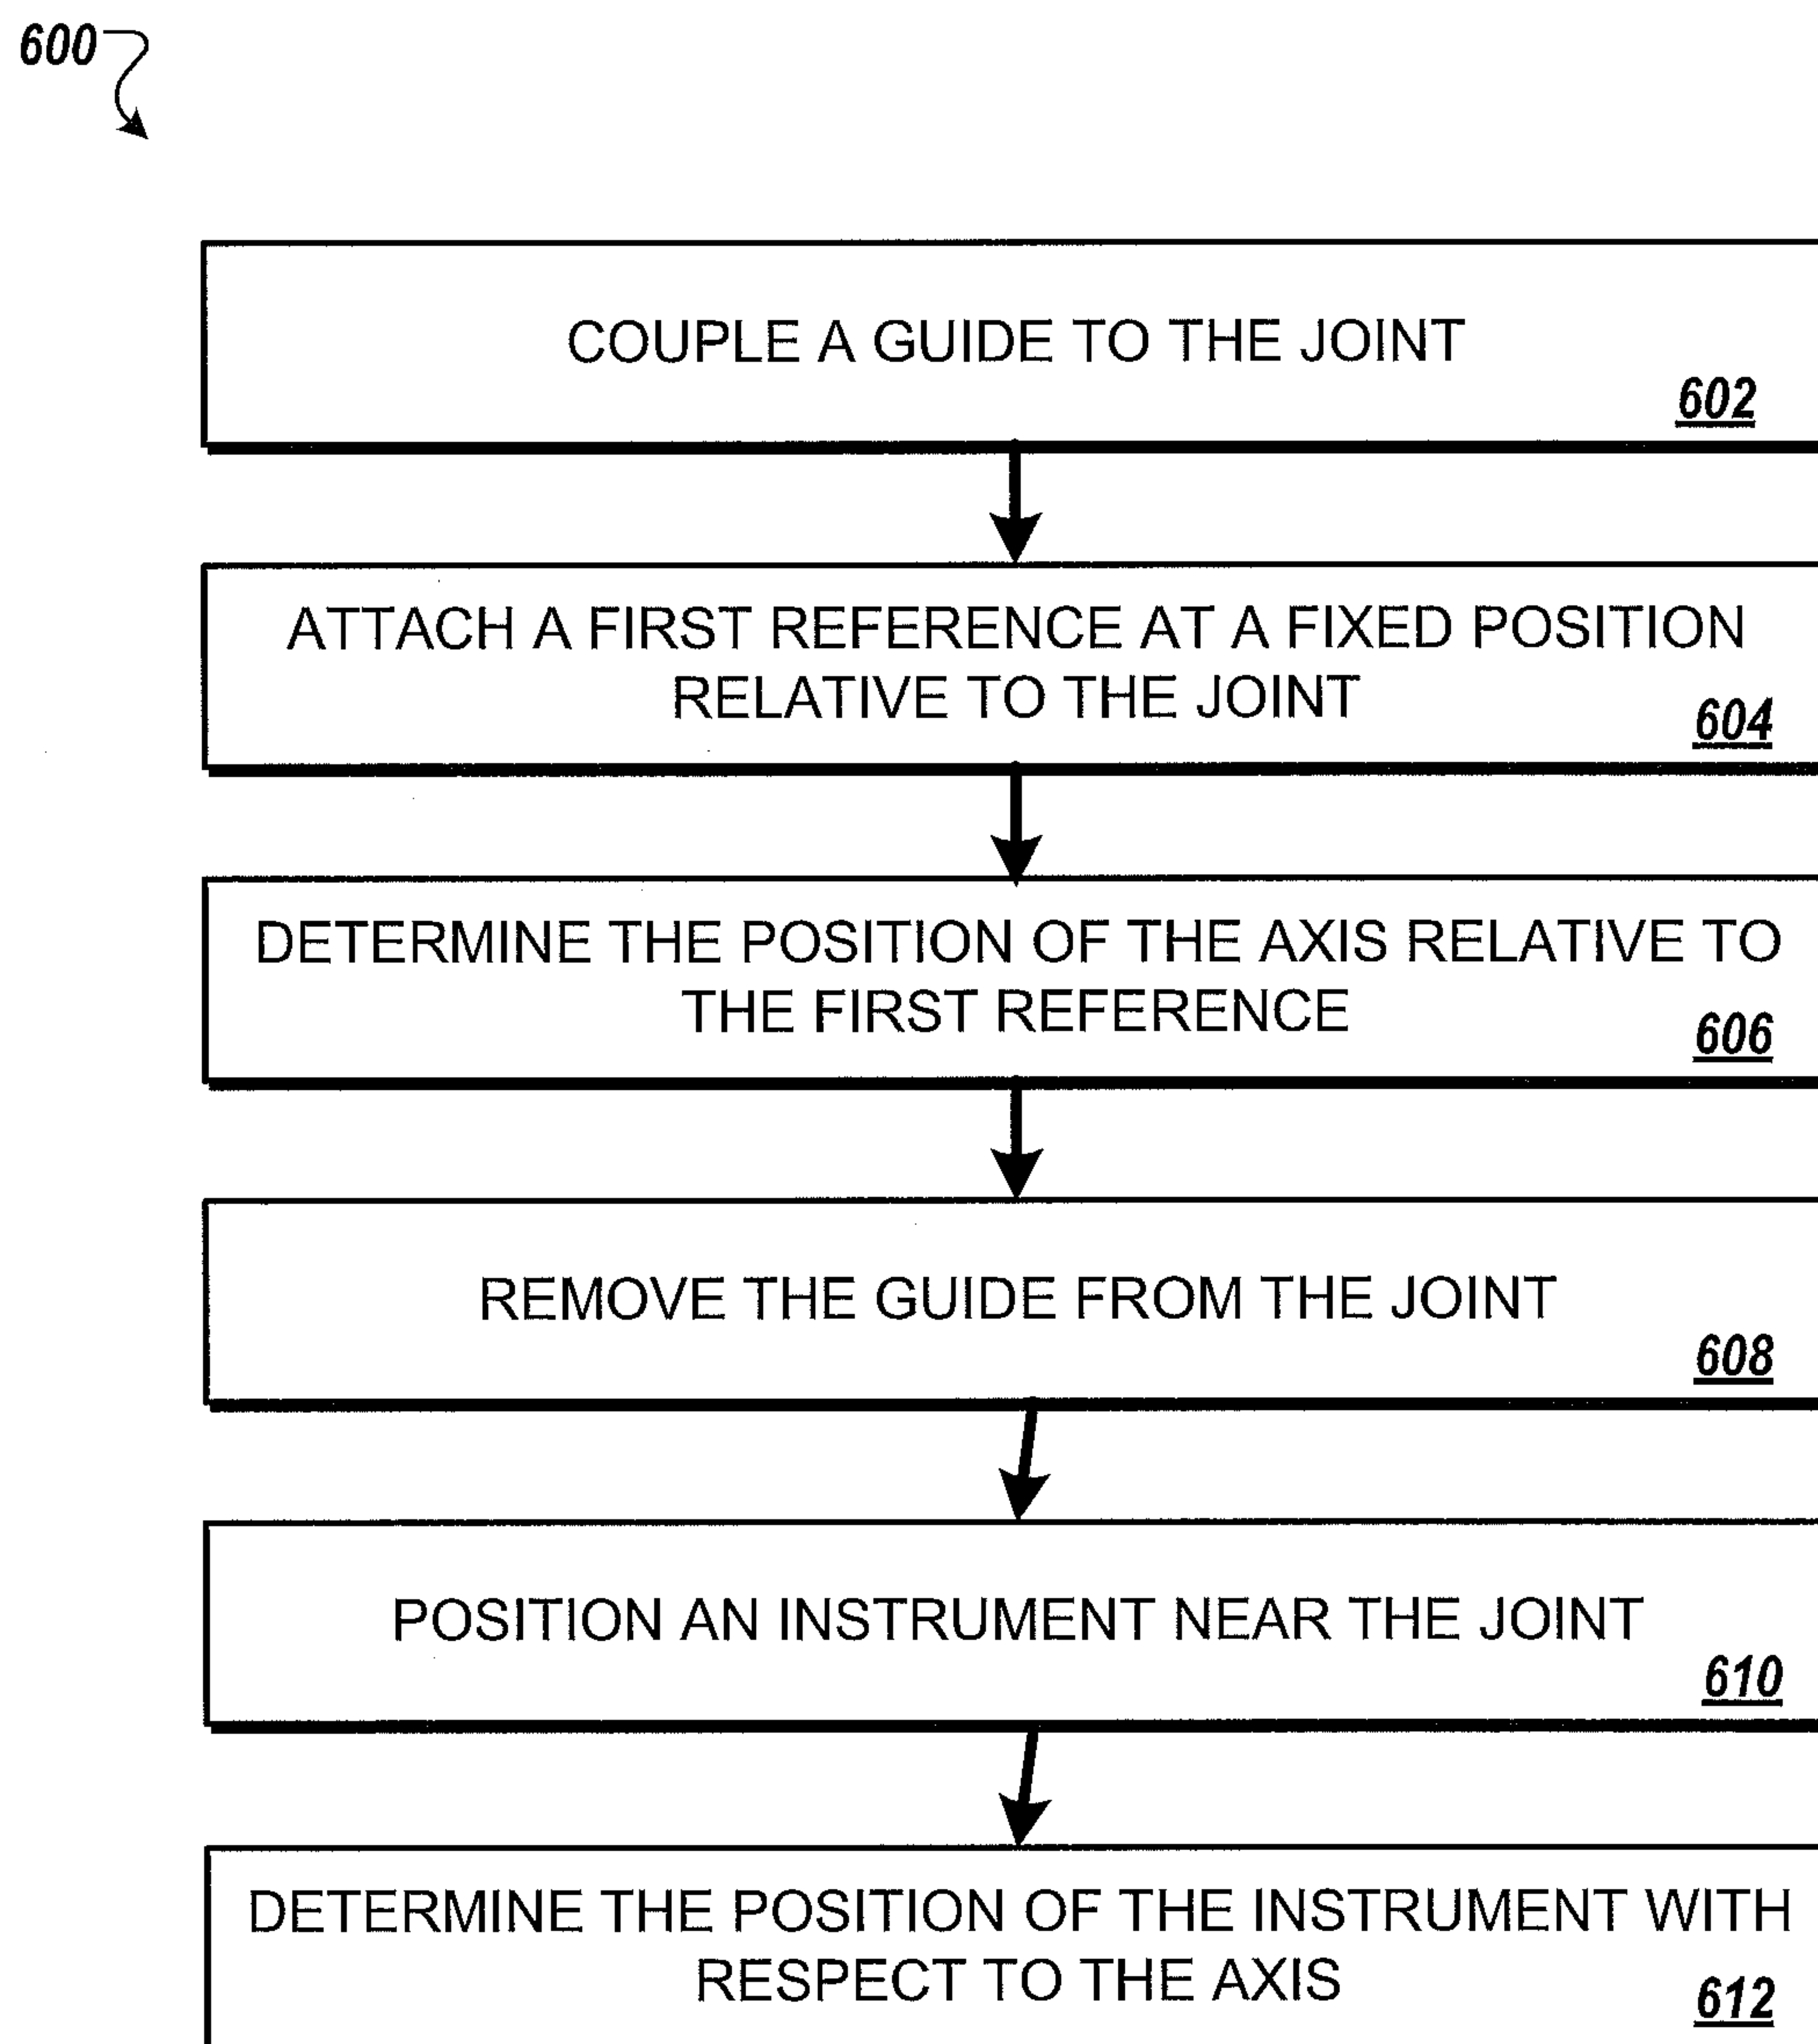 600
COUPLE A GUIDE TO THE JOINT
602
ATTACH A FIRST REFERENCE AT A FIXED POSITION
RELATIVE TO THE JOINT
604
DETERMINE THE POSITION OF THE AXIS RELATIVE TO
THE FIRST REFERENCE
606
REMOVE THE GUIDE FROM THE JOINT
608
POSITION AN INSTRUMENT NEAR THE JOINT
610
DETERMINE THE POSITION OF THE INSTRUMENT WITH
RESPECT TO THE AXIS
612